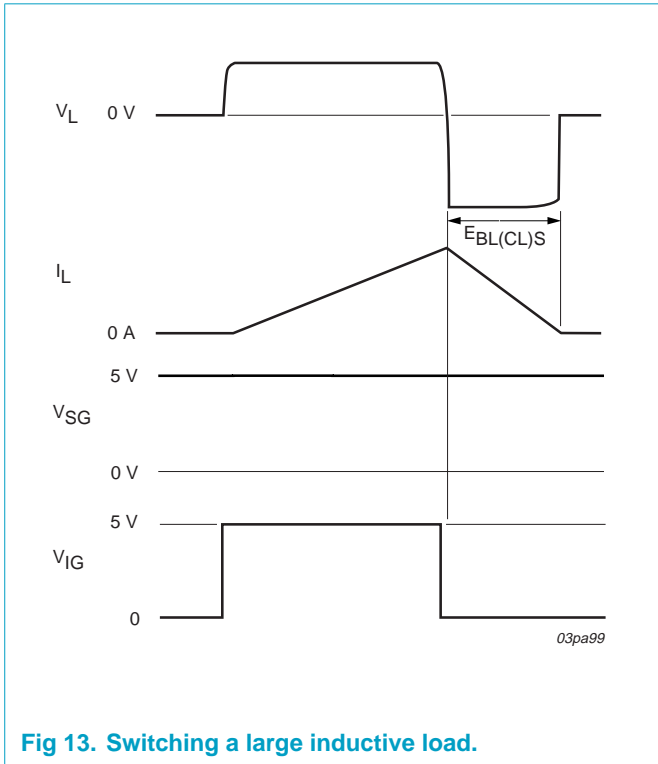 VL 0 V
EBL(CL)S
IL
0 A
5 V
VSG
0 V
5 V
VIG
0
03pa99
Fig 13. Switching a large inductive load.